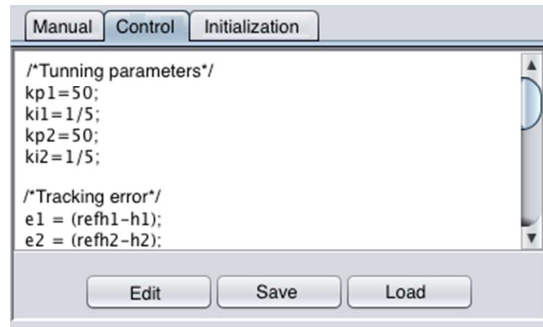 Manual Control Initialization
/*Tunning parameters*/
kp1=50;
ki1=1/5;
kp2=50;
ki2=1/5;
/*Tracking error*/
e1 = (refh1-h1);
e2 = (refh2-h2);
Edit Save Load